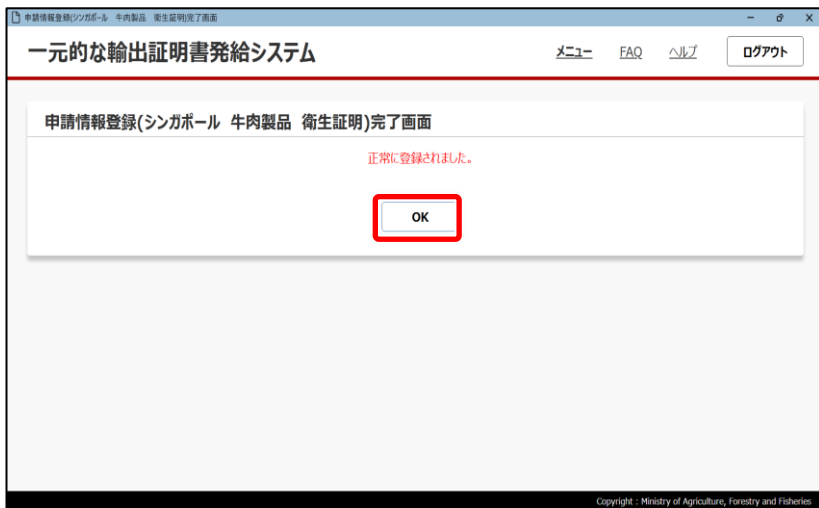 申請情報登録(シンガポール 牛肉製品 衛生証明)完了画面
一元的な輸出証明書発給システム
メニュー FAQ ヘルプ ログアウト
申請情報登録(シンガポール 牛肉製品 衛生証明)完了画面
正常に登録されました。
OK
Copyright : Ministry of Agriculture, Forestry and Fisheries